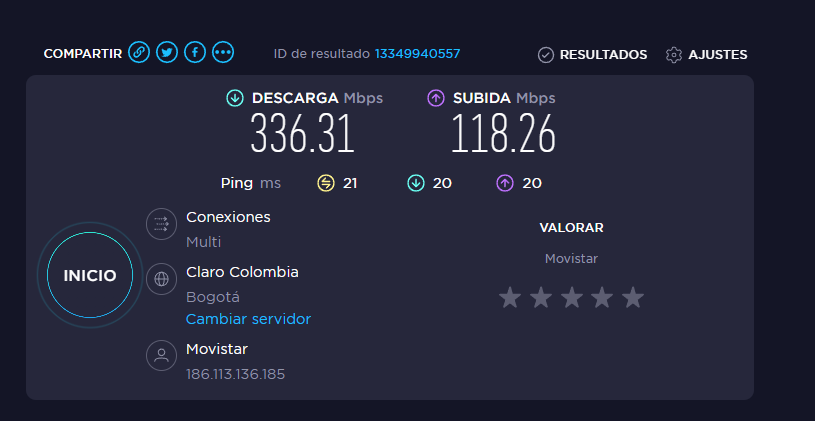 COMPARTIR
ID de resultado 13349940557
RESULTADOS
AJUSTES
DESCARGA Mbps
336.31
SUBIDA Mbps
118.26
Ping ms
21
20
20
INICIO
Conexiones
Multi
Claro Colombia
Bogotá
Cambiar servidor
Movistar
186.113.136.185
VALORAR
Movistar